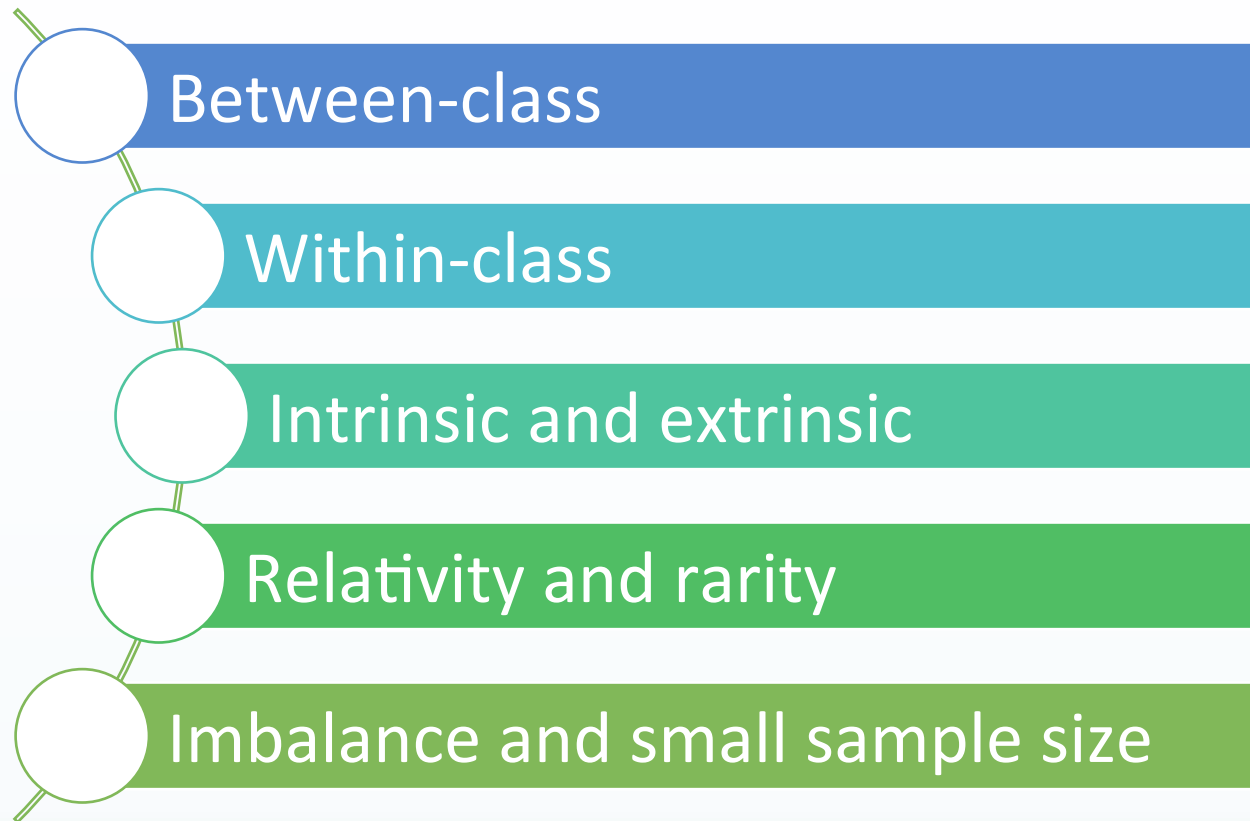 Between-class
Within-class
Intrinsic and extrinsic
Relativity and rarity
Imbalance and small sample size